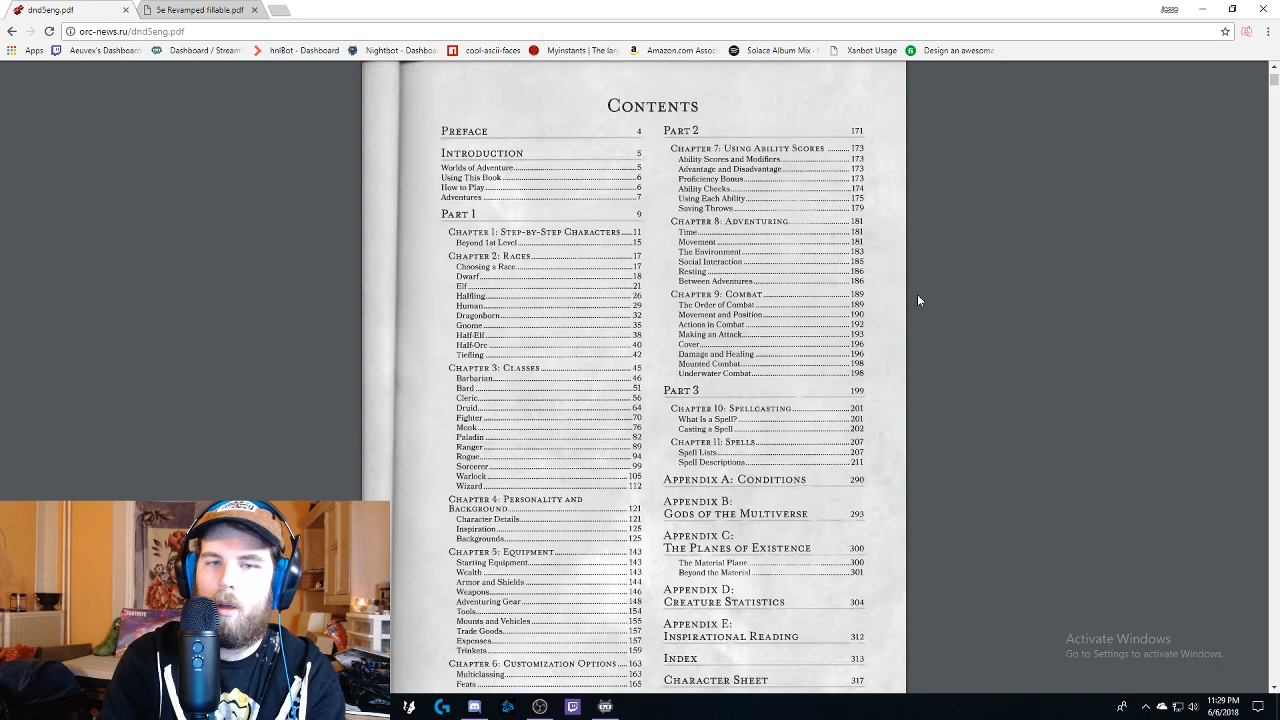 dnd5eng.pdf
5e Revamped fillable.pdf
orc-news.ru/dnd5eng.pdf
Apps
Aeuvex's Dashboard
Dashboard / Streami
hniBot - Dashboard
Nightbot - Dashboa
cool-ascii-faces
Myinstants | The larg
Amazon.com Assoc
Solace Album Mix -
Xanbot Usage
Design an awesome
CONTENTS
PREFACE 4
INTRODUCTION 5
Worlds of Adventure 5
Using This Book 6
How to Play 6
Adventures 7
PART 1 9
CHAPTER 1: STEP-BY-STEP CHARACTERS 11
Beyond 1st Level 15
CHAPTER 2: RACES 17
Choosing a Race 17
Dwarf 18
Elf 21
Halfling 26
Human 29
Dragonborn 32
Gnome 35
Half-Elf 38
Half-Orc 40
Tiefling 42
CHAPTER 3: CLASSES 45
Barbarian 46
Bard 51
Cleric 56
Druid 64
Fighter 70
Monk 76
Paladin 82
Ranger 89
Rogue 94
Sorcerer 99
Warlock 105
Wizard 112
CHAPTER 4: PERSONALITY AND
BACKGROUND 121
Character Details 121
Inspiration 125
Backgrounds 125
CHAPTER 5: EQUIPMENT 143
Starting Equipment 143
Wealth 143
Armor and Shields 144
Weapons 146
Adventuring Gear 148
Tools 154
Mounts and Vehicles 155
Trade Goods 157
Expenses 157
Trinkets 159
CHAPTER 6: CUSTOMIZATION OPTIONS 163
Multiclassing 163
Feats 165
PART 2 171
CHAPTER 7: USING ABILITY SCORES 173
Ability Scores and Modifiers 173
Advantage and Disadvantage 173
Proficiency Bonus 173
Ability Checks 174
Using Each Ability 175
Saving Throws 179
CHAPTER 8: ADVENTURING 181
Time 181
Movement 181
The Environment 183
Social Interaction 185
Resting 186
Between Adventures 186
CHAPTER 9: COMBAT 189
The Order of Combat 189
Movement and Position 190
Actions in Combat 192
Making an Attack 193
Cover 196
Damage and Healing 196
Mounted Combat 198
Underwater Combat 198
PART 3 199
CHAPTER 10: SPELLCASTING 201
What Is a Spell? 201
Casting a Spell 202
CHAPTER 11: SPELLS 207
Spell Lists 207
Spell Descriptions 211
APPENDIX A: CONDITIONS 290
APPENDIX B:
GODS OF THE MULTIVERSE 293
APPENDIX C:
THE PLANES OF EXISTENCE 300
The Material Plane 300
Beyond the Material 301
APPENDIX D:
CREATURE STATISTICS 304
APPENDIX E:
INSPIRATIONAL READING 312
INDEX 313
CHARACTER SHEET 317
FORTNITE
Activate Windows
Go to Settings to activate Windows.
11:29 PM
6/6/2018